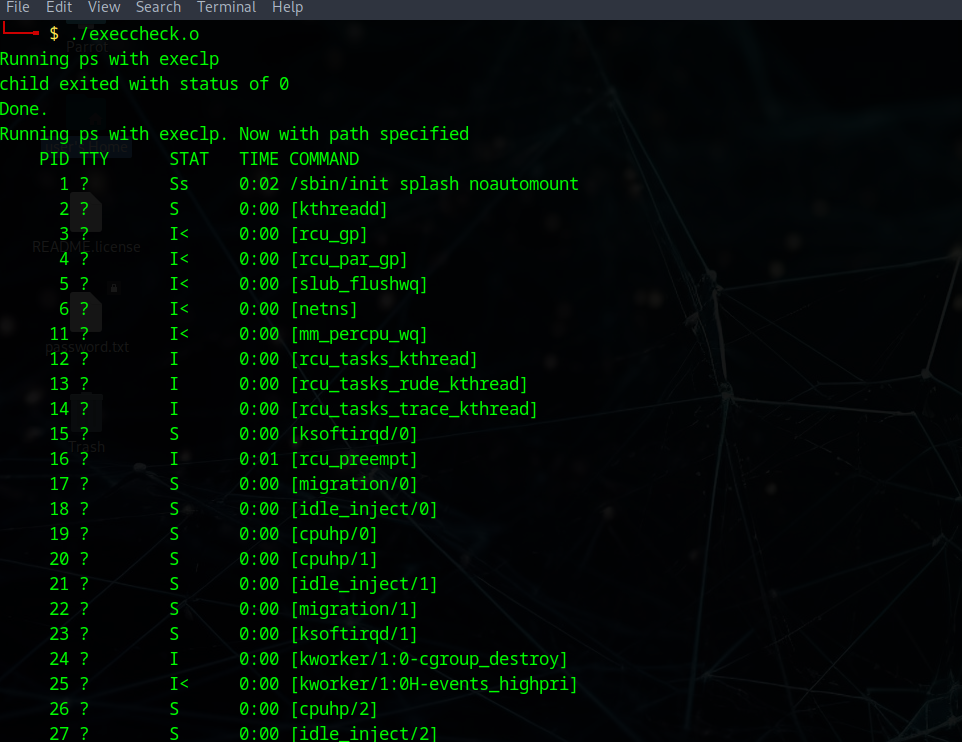 File Edit View Search Terminal Help
$ ./execcheck.o
Parrot
Running ps with execlp
child exited with status of 0
Done.
Running ps with execlp. Now with path specified
PID TTY STAT TIME COMMAND
1 ? Ss 0:02 /sbin/init splash noautomount
2 ? S 0:00 [kthreadd]
3 ? I< 0:00 [rcu_gp]
README.license
4 ? I< 0:00 [rcu_par_gp]
5 ? I< 0:00 [slub_flushwq]
6 ? I< 0:00 [netns]
11 ? I< 0:00 [mm_percpu_wq]
password.txt
12 ? I 0:00 [rcu_tasks_kthread]
13 ? I 0:00 [rcu_tasks_rude_kthread]
14 ? I 0:00 [rcu_tasks_trace_kthread]
15 ? S 0:00 [ksoftirqd/0]
Trash
16 ? I 0:01 [rcu_preempt]
17 ? S 0:00 [migration/0]
18 ? S 0:00 [idle_inject/0]
19 ? S 0:00 [cpuhp/0]
20 ? S 0:00 [cpuhp/1]
21 ? S 0:00 [idle_inject/1]
22 ? S 0:00 [migration/1]
23 ? S 0:00 [ksoftirqd/1]
24 ? I 0:00 [kworker/1:0-cgroup_destroy]
25 ? I< 0:00 [kworker/1:0H-events_highpri]
26 ? S 0:00 [cpuhp/2]
27 ? S 0:00 [idle_inject/2]